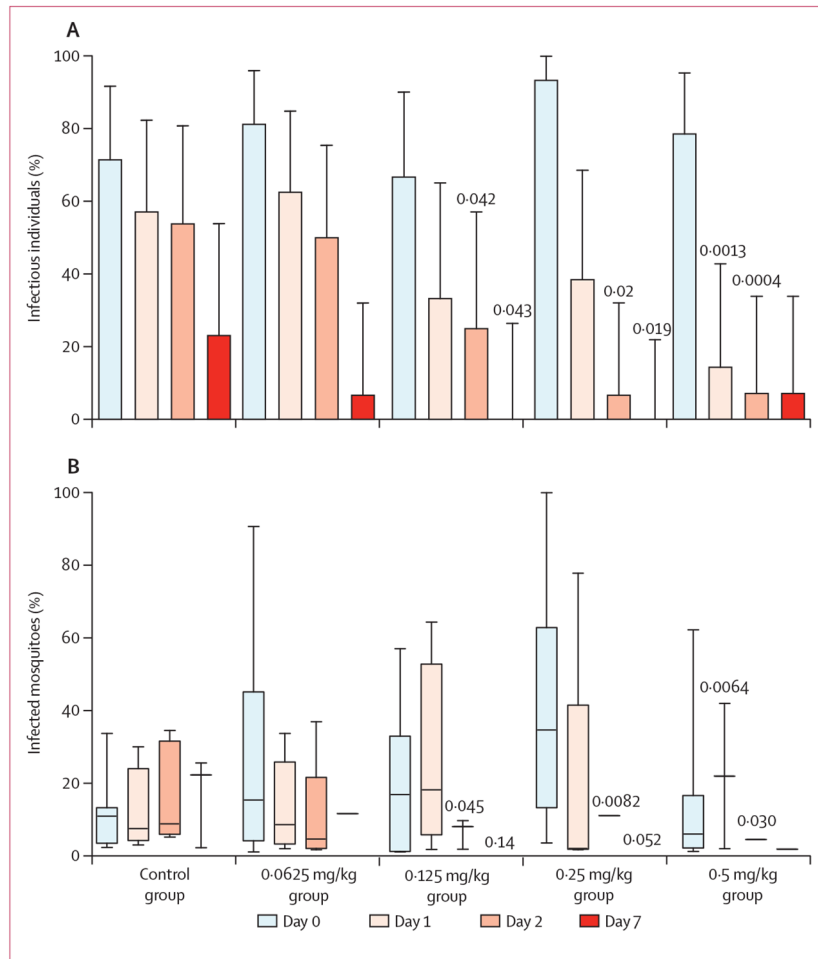 A
100
80
60
40
20
0
Infectious individuals (%)
0·042
0·043
0·02
0·019
0·0013
0·0004
B
100
80
60
40
20
0
Infected mosquitoes (%)
0·045
0·14
0·0082
0·052
0·0064
0·030
Control group
0·0625 mg/kg group
0·125 mg/kg group
0·25 mg/kg group
0·5 mg/kg group
Day 0 Day 1 Day 2 Day 7